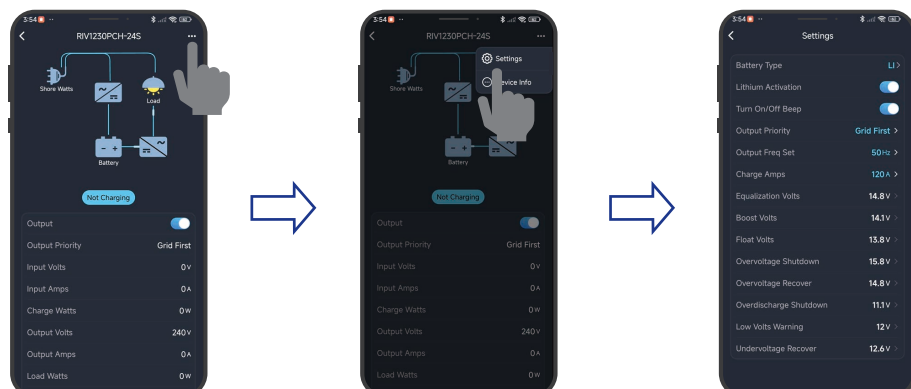 3:54
RIV1230PCH-24S
Shore Watts
Load
Battery
Not Charging
Output
Output Priority Grid First
Input Volts 0V
Input Amps 0A
Charge Watts 0W
Output Volts 240V
Output Amps 0A
Load Watts 0W
3:54
RIV1230PCH-24S
Settings
Device Info
Shore Watts
Battery
Not Charging
Output
Output Priority Grid First
Input Volts 0V
Input Amps 0A
Charge Watts 0W
Output Volts 240V
Output Amps 0A
Load Watts 0W
3:54
Settings
Battery Type LI >
Lithium Activation
Turn On/Off Beep
Output Priority Grid First >
Output Freq Set 50Hz >
Charge Amps 120A >
Equalization Volts 14.8V >
Boost Volts 14.1V >
Float Volts 13.8V >
Overvoltage Shutdown 15.8V >
Overvoltage Recover 14.8V >
Overdischarge Shutdown 11.1V >
Low Volts Warning 12V >
Undervoltage Recover 12.6V >